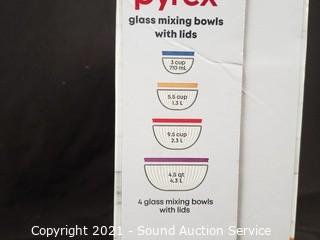 pyrex
glass mixing bowls
with lids
3 cup
710 mL
5.5 cup
1.3 L
9.5 cup
2.3 L
4.5 qt
4.3 L
4 glass mixing bowls
with lids
Copyright 2021 - Sound Auction Service